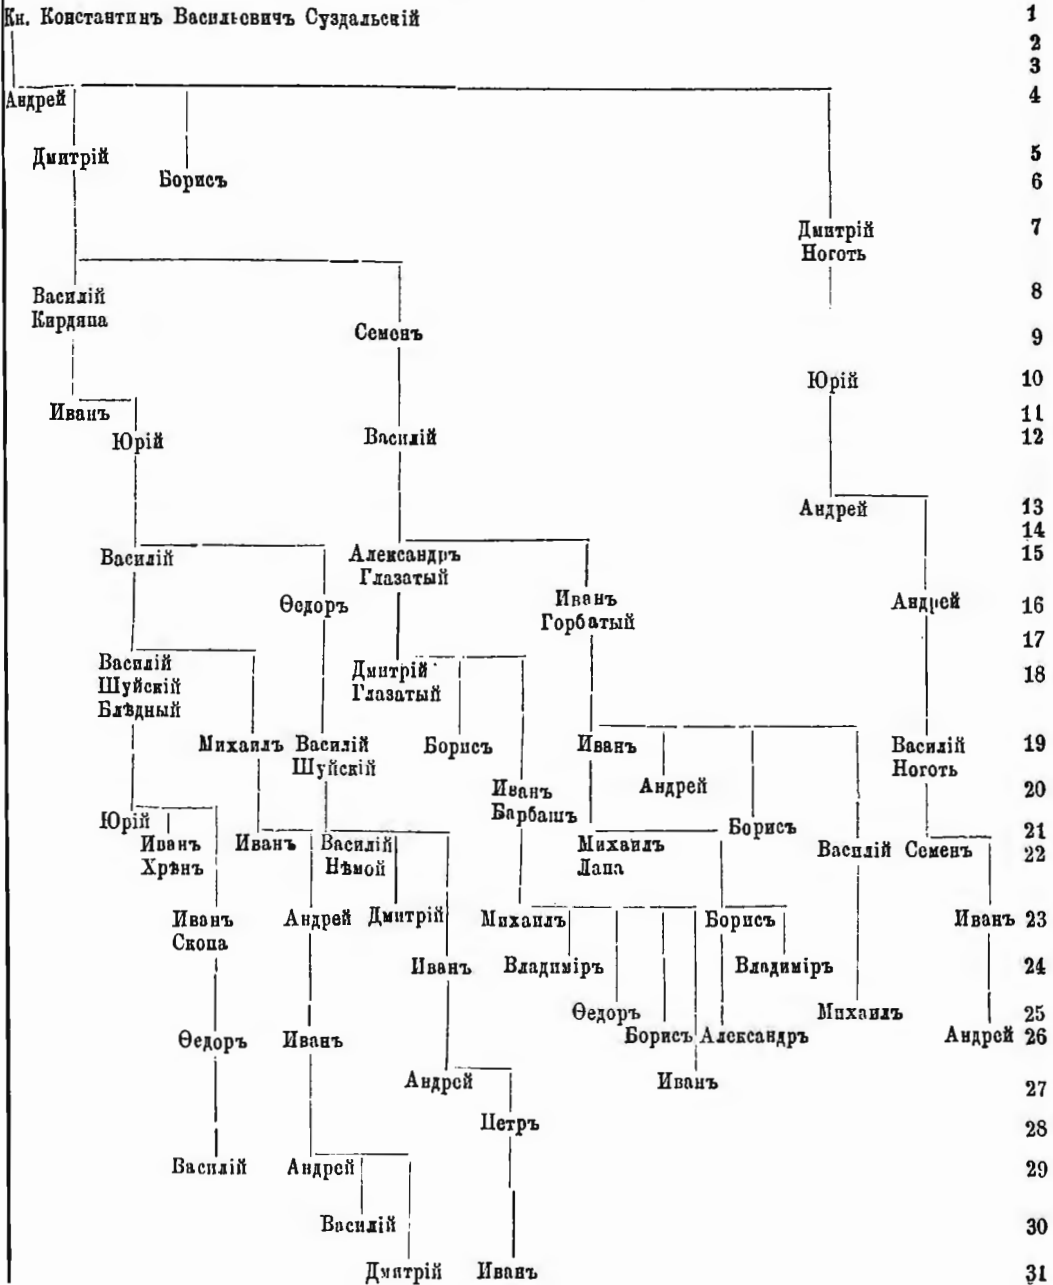 Кн. Константинъ Васильевичъ Суздальскій 1
2
3
Андрей 4
Дмитрій 5
Борисъ 6
Дмитрій 7
Ноготь
Василій 8
Кирдяпа
Семенъ 9
Юрій 10
Иванъ 11
Юрій Василій 12
Андрей 13
14
Василій Александръ 15
Глазатый
Ѳедоръ Иванъ Андрей 16
Горбатый
17
Василій Дмитрій 18
Шуйскій Глазатый
Блѣдный
Михаилъ Василій Борисъ Иванъ Василій 19
Шуйскій Ноготь
Иванъ Андрей 20
Барбашъ
Юрій Борисъ 21
Иванъ Иванъ Василій Михаилъ Василій Семенъ 22
Хрѣнъ Нѣмой Лапа
Иванъ Андрей Дмитрій Михаилъ Борисъ Иванъ 23
Скопа
Иванъ Владиміръ Владиміръ 24
Ѳедоръ Михаилъ 25
Ѳедоръ Иванъ Борисъ Александръ Андрей 26
Андрей Иванъ 27
Петръ 28
Василій Андрей 29
Василій 30
Дмитрій Иванъ 31